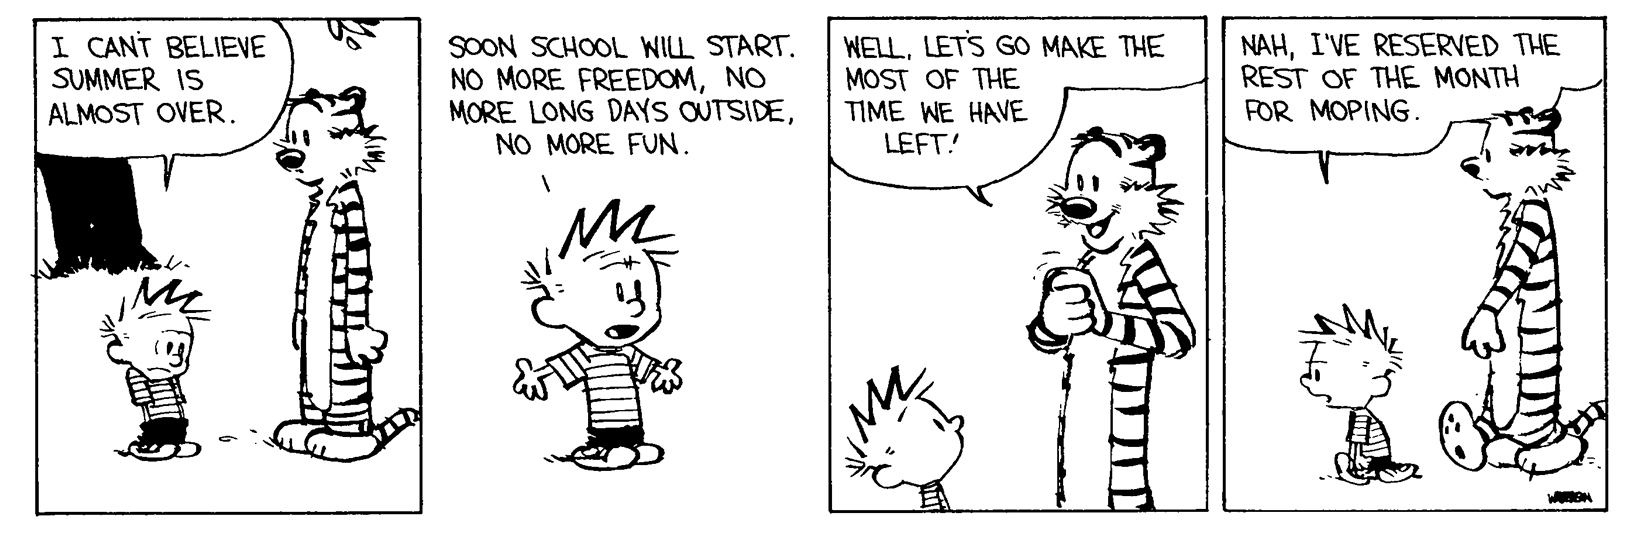 I CAN'T BELIEVE
SUMMER IS
ALMOST OVER.
SOON SCHOOL WILL START.
NO MORE FREEDOM, NO
MORE LONG DAYS OUTSIDE,
NO MORE FUN.
WELL, LET'S GO MAKE THE
MOST OF THE
TIME WE HAVE
LEFT!
NAH, I'VE RESERVED THE
REST OF THE MONTH
FOR MOPING.